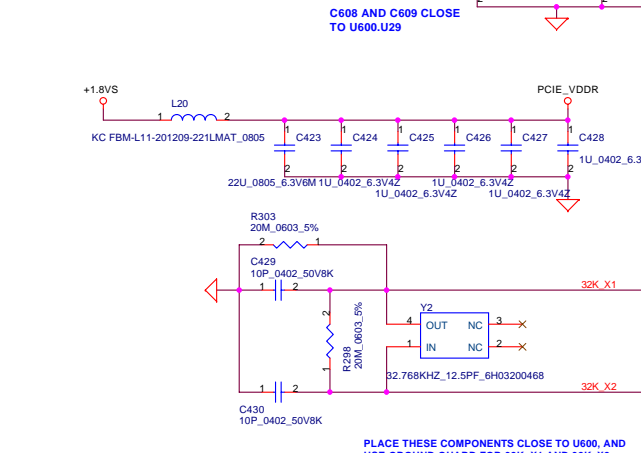 C608 AND C609 CLOSE
TO U600.U29
+1.8VS
PCIE_VDDR
L20
1 2
KC FBM-L11-201209-221LMAT_0805
1 C423 1 C424 1 C425 1 C426 1 C427 1 C428
1U_0402_6.3
2 2 2 2 2 2
22U_0805_6.3V6M 1U_0402_6.3V4Z 1U_0402_6.3V4Z
1U_0402_6.3V4Z 1U_0402_6.3V4Z
R303
20M_0603_5%
2 1
C429
10P_0402_50V8K
1 2
32K_X1
2
R298
20M_0603_5%
1
Y2
4 OUT NC 3
1 IN NC 2
32.768KHZ_12.5PF_6H03200468
1 2
32K_X2
C430
10P_0402_50V8K
PLACE THESE COMPONENTS CLOSE TO U600, AND